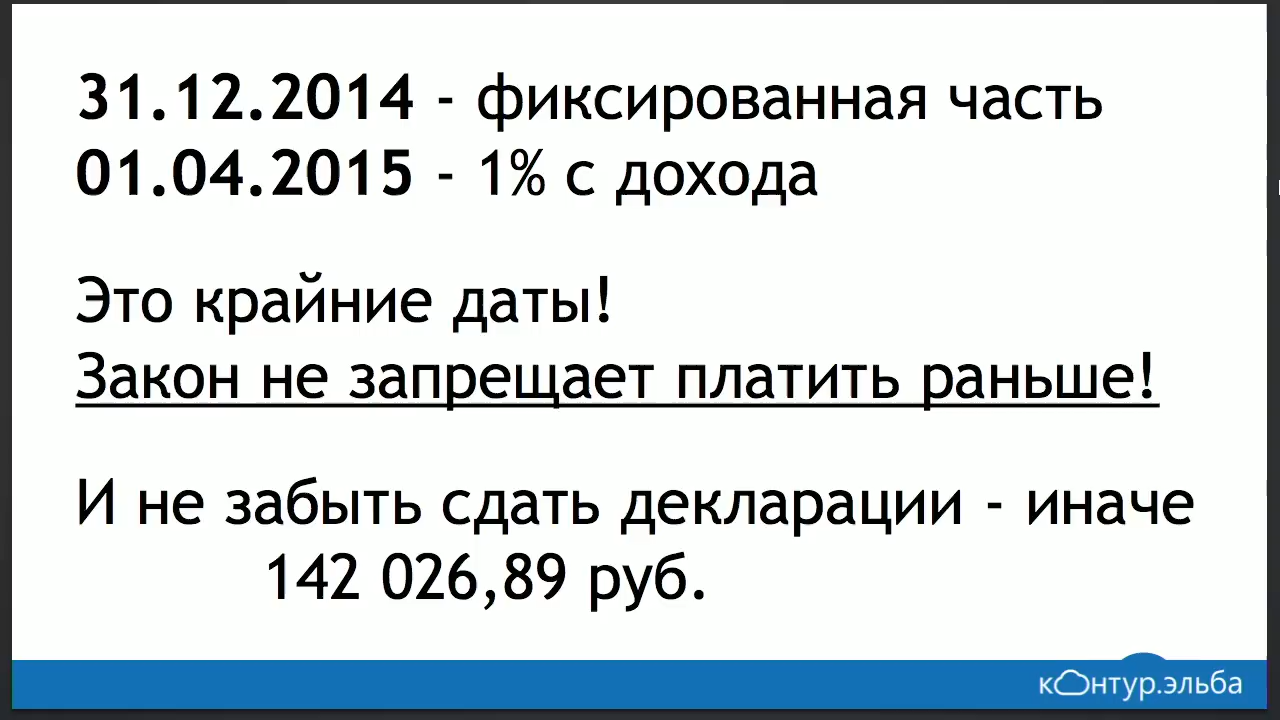 31.12.2014 - фиксированная часть
01.04.2015 - 1% с дохода
Это крайние даты!
Закон не запрещает платить раньше!
И не забыть сдать декларации - иначе
142 026,89 руб.
контур.эльба